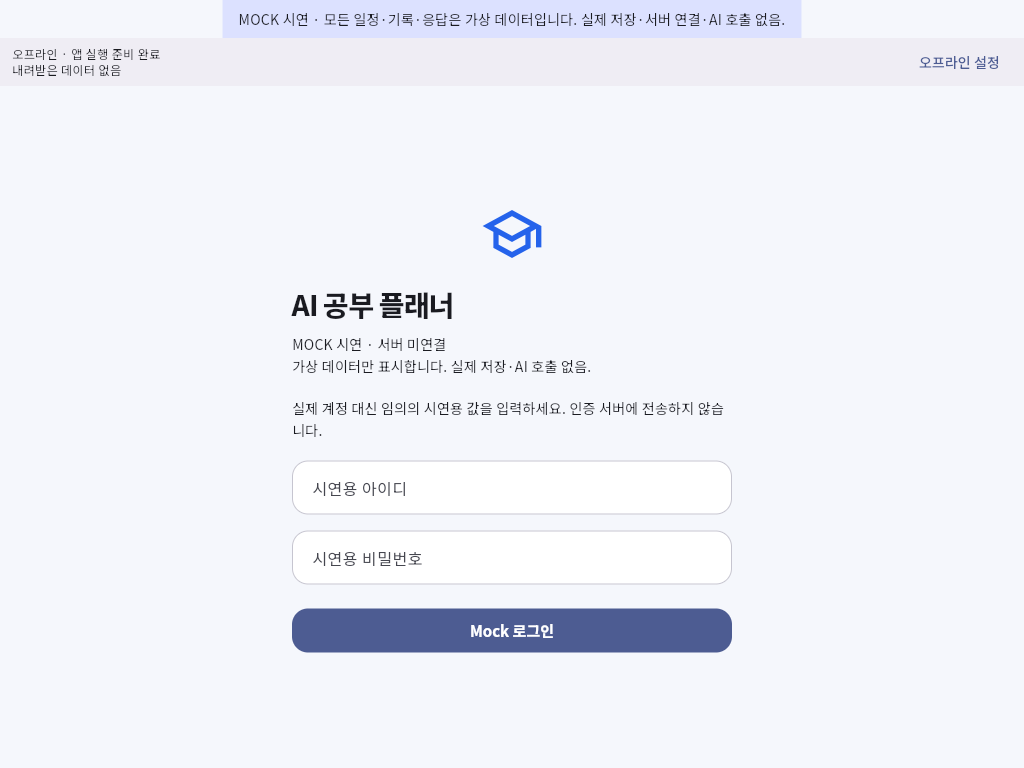 MOCK 시연 · 모든 일정·기록·응답은 가상 데이터입니다. 실제 저장·서버 연결·AI 호출 없음.
오프라인 · 앱 실행 준비 완료
내려받은 데이터 없음
오프라인 설정
AI 공부 플래너
MOCK 시연 · 서버 미연결
가상 데이터만 표시합니다. 실제 저장·AI 호출 없음.
실제 계정 대신 임의의 시연용 값을 입력하세요. 인증 서버에 전송하지 않습
니다.
시연용 아이디
시연용 비밀번호
Mock 로그인